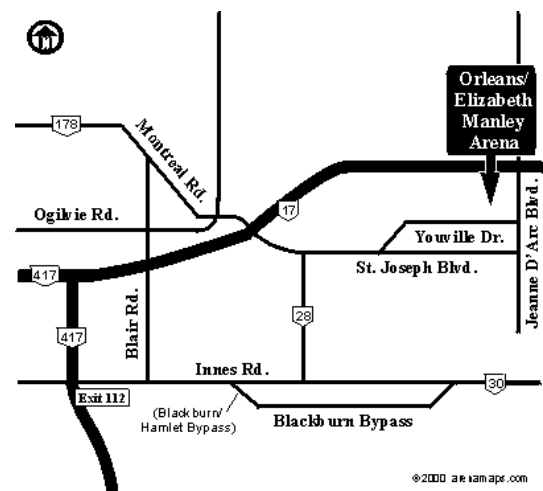 Orleans/
Elizabeth
Manley
Arena
178
Montreal Rd.
Ogilvie Rd.
17
Youville Dr.
St. Joseph Blvd.
Jeanne D'Arc Blvd.
417
417
Blair Rd.
28
Innes Rd.
30
Exit 112
(Blackburn/
Hamlet Bypass)
Blackburn Bypass
©2000 arenamaps.com